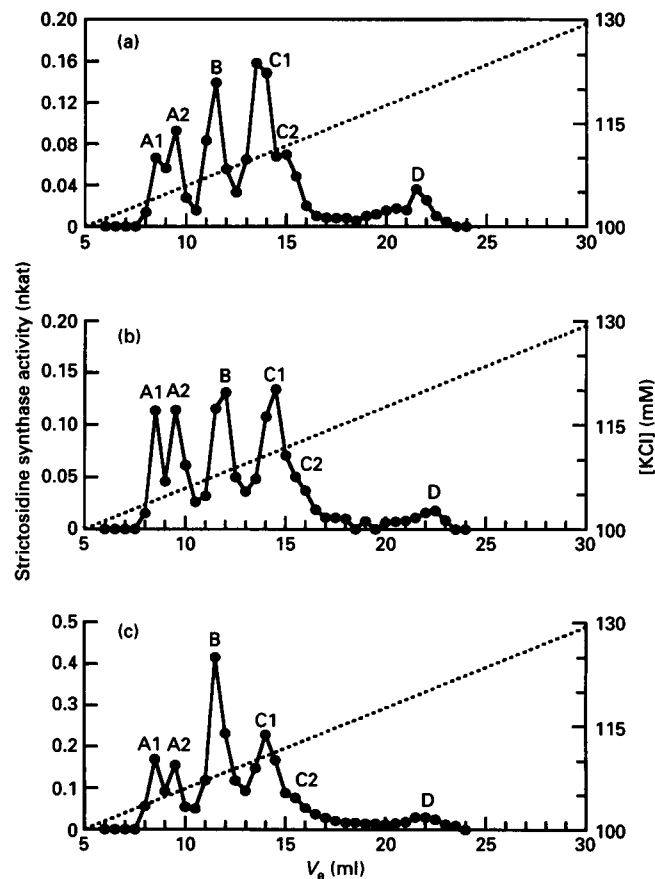 (a)
0.20
0.16
0.12
0.08
0.04
0
A1
A2
B
C1
C2
D
130
115
100
5
10
15
20
25
30
(b)
0.20
0.15
0.10
0.05
0
A1
A2
B
C1
C2
D
130
115
100
5
10
15
20
25
30
(c)
0.5
0.4
0.3
0.2
0.1
0
A1
A2
B
C1
C2
D
130
115
100
5
10
15
20
25
30
Strictosidine synthase activity (nkat)
[KCl] (mM)
Ve (ml)